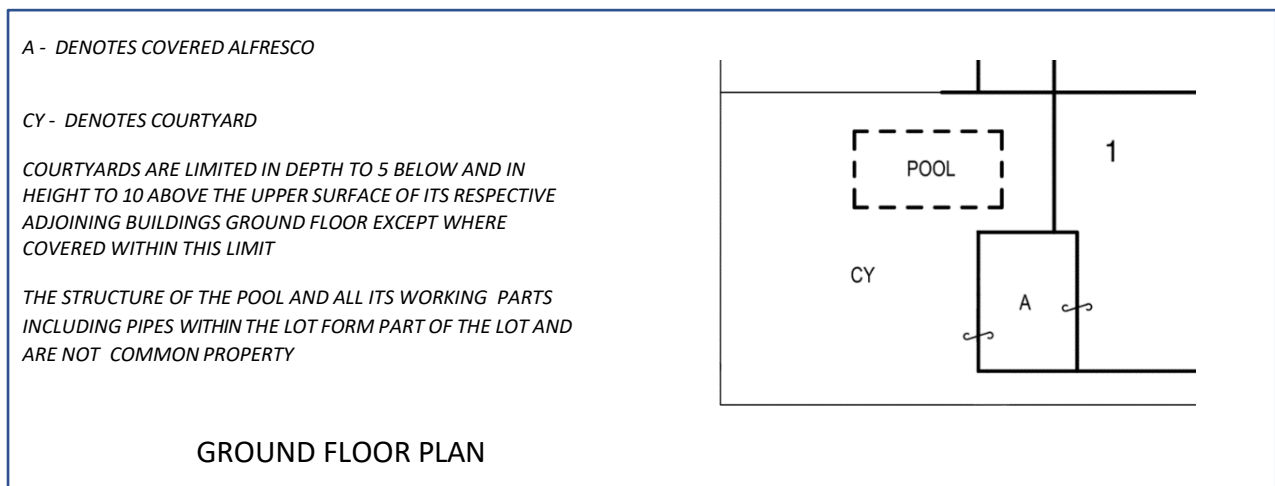 A - DENOTES COVERED ALFRESCO
CY - DENOTES COURTYARD
COURTYARDS ARE LIMITED IN DEPTH TO 5 BELOW AND IN
HEIGHT TO 10 ABOVE THE UPPER SURFACE OF ITS RESPECTIVE
ADJOINING BUILDINGS GROUND FLOOR EXCEPT WHERE
COVERED WITHIN THIS LIMIT
THE STRUCTURE OF THE POOL AND ALL ITS WORKING PARTS
INCLUDING PIPES WITHIN THE LOT FORM PART OF THE LOT AND
ARE NOT COMMON PROPERTY
GROUND FLOOR PLAN
1
POOL
CY
A